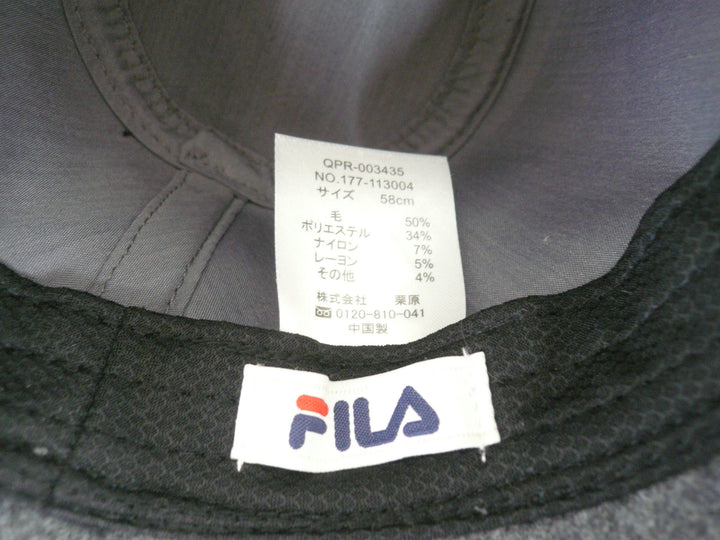 QPR-003435
NO.177-113004
サイズ 58cm
毛 50%
ポリエステル 34%
ナイロン 7%
レーヨン 5%
その他 4%
株式会社 栗原
0120-810-041
中国製
FILA